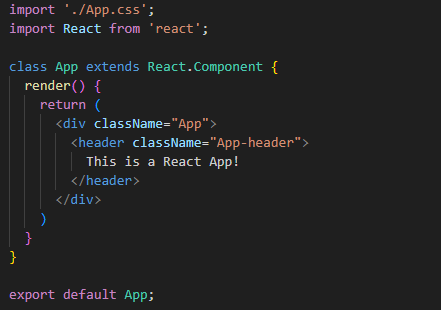 import './App.css';
import React from 'react';
class App extends React.Component {
render() {
return (
<div className="App">
<header className="App-header">
This is a React App!
</header>
</div>
)
}
}
export default App;